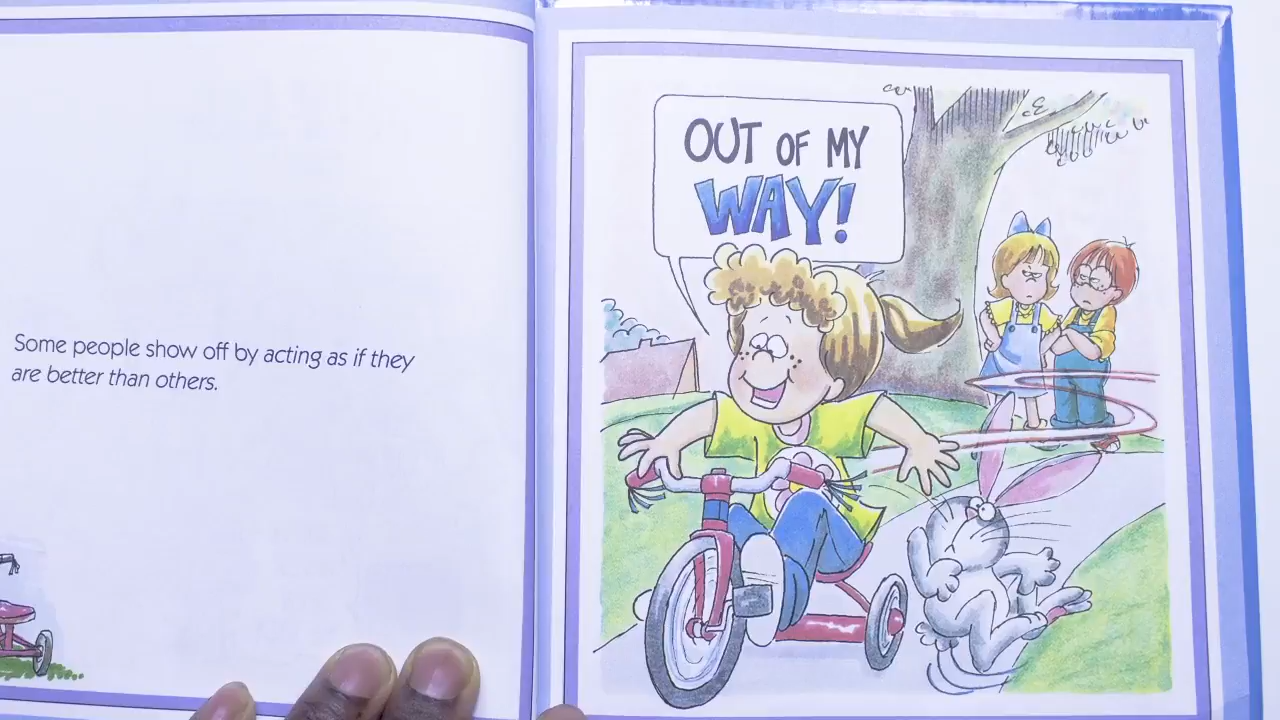 Some people show off by acting as if they
are better than others.
OUT OF MY
WAY!